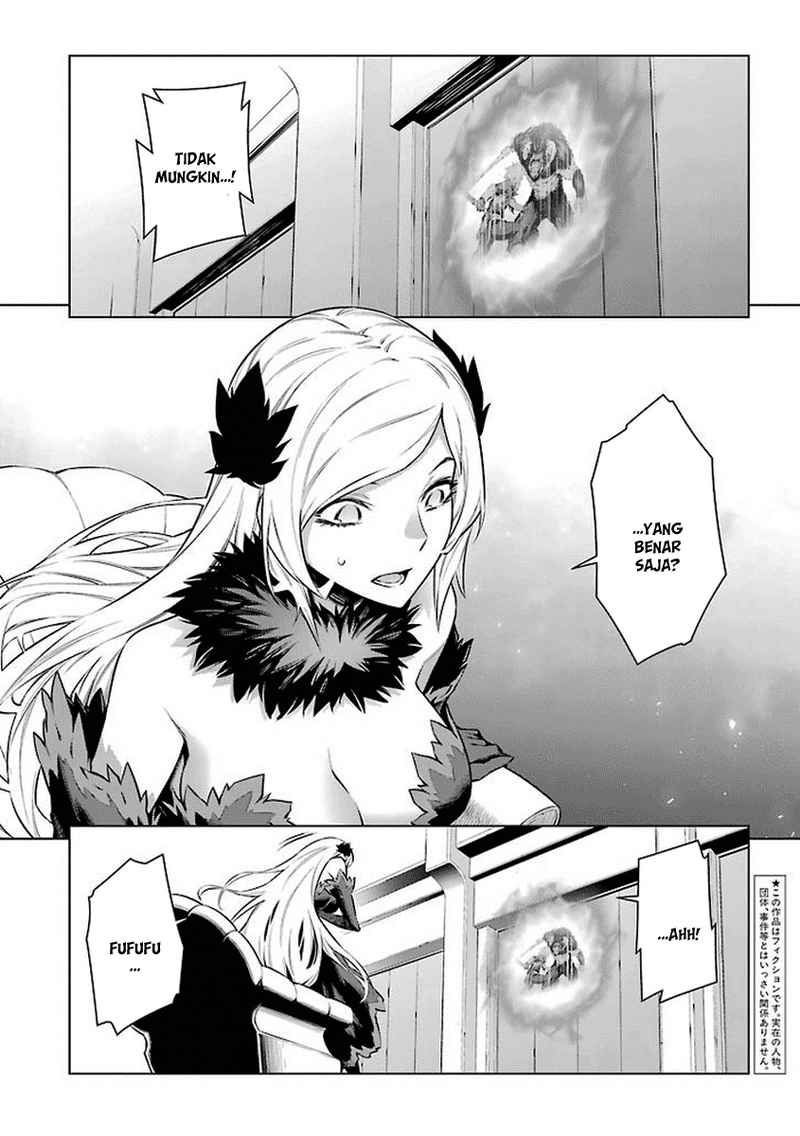 TIDAK
MUNGKIN...!
...YANG
BENAR
SAJA?
...AHH!
FUFUFU
...
★この作品はフィクションです。実在の人物、
団体、事件等とはいっさい関係ありません。